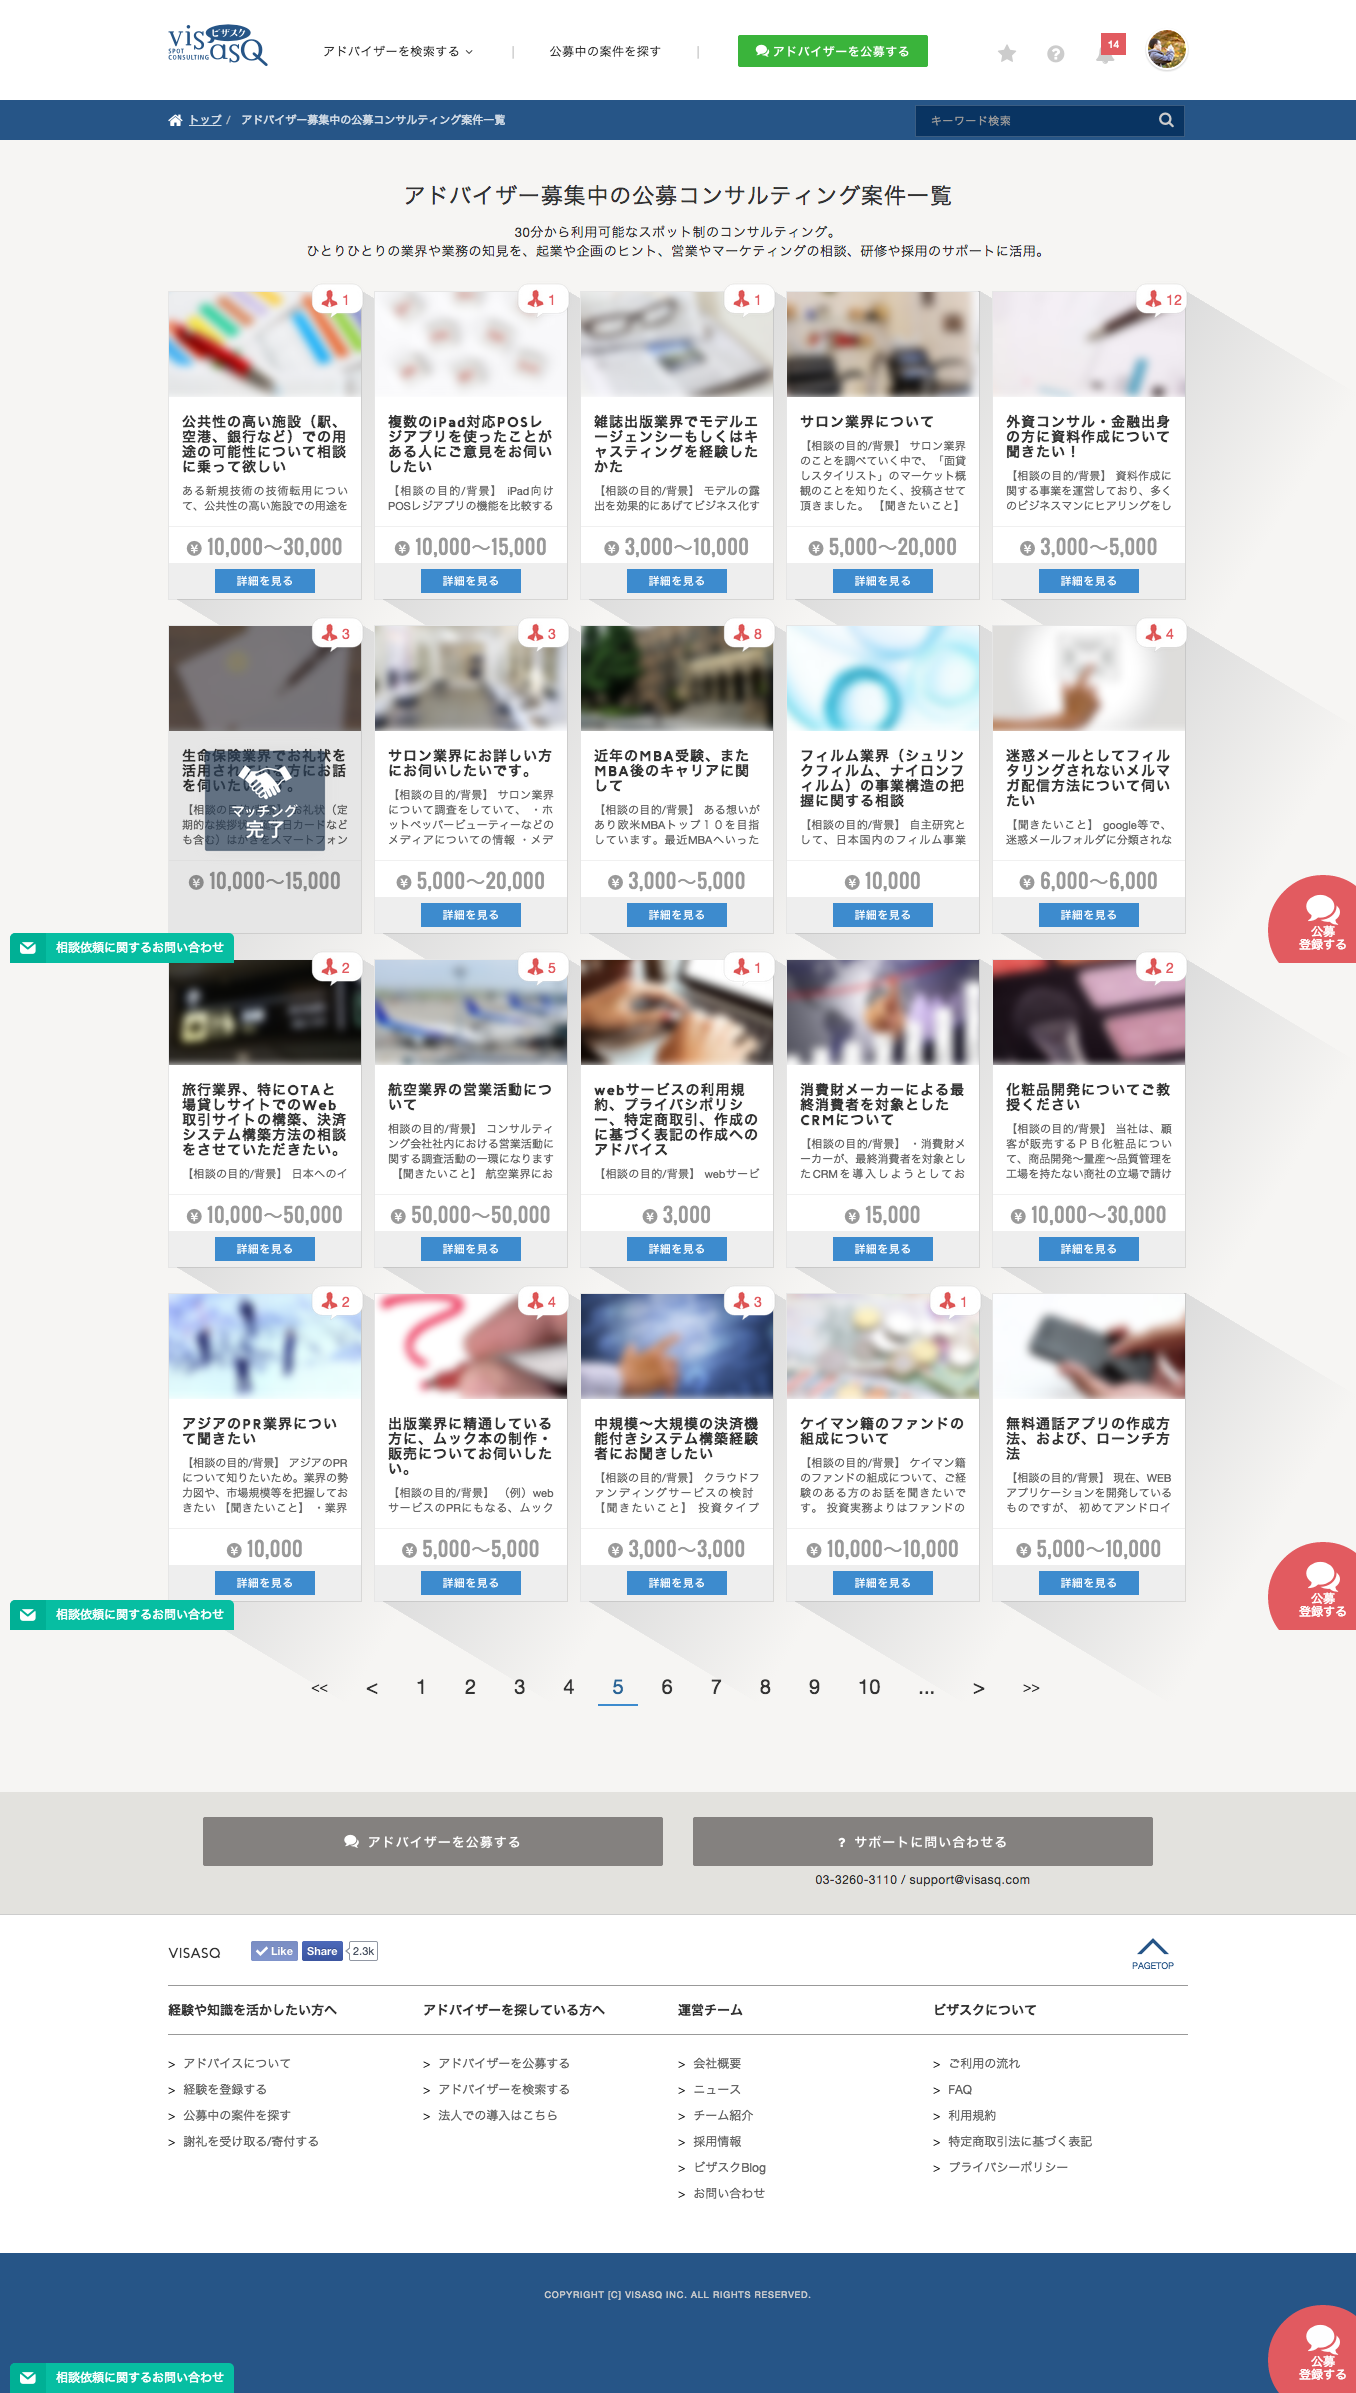 visasQ
ビザスク
SPOT
CONSULTING
アドバイザーを検索する
|
公募中の案件を探す
|
アドバイザーを公募する
14
トップ / アドバイザー募集中の公募コンサルティング案件一覧
キーワード検索
アドバイザー募集中の公募コンサルティング案件一覧
30分から利用可能なスポット制のコンサルティング。
ひとりひとりの業界や業務の知見を、起業や企画のヒント、営業やマーケティングの相談、研修や採用のサポートに活用。
1
公共性の高い施設（駅、
空港、銀行など）での用
途の可能性について相談
に乗って欲しい
ある新規技術の技術転用につい
て、公共性の高い施設での用途を
¥ 10,000〜30,000
詳細を見る
1
複数のiPad対応POSレ
ジアプリを使ったことが
ある人にご意見をお伺い
したい
【相談の目的/背景】 iPad向け
POSレジアプリの機能を比較する
¥ 10,000〜15,000
詳細を見る
1
雑誌出版業界でモデルエ
ージェンシーもしくはキ
ャスティングを経験した
かた
【相談の目的/背景】 モデルの露
出を効果的にあげてビジネス化す
¥ 3,000〜10,000
詳細を見る
サロン業界について
【相談の目的/背景】 サロン業界
のことを調べていく中で、「面貸
しスタイリスト」のマーケット概
観のことを知りたく、投稿させて
頂きました。 【聞きたいこと】
¥ 5,000〜20,000
詳細を見る
12
外資コンサル・金融出身
の方に資料作成について
聞きたい！
【相談の目的/背景】 資料作成に
関する事業を運営しており、多く
のビジネスマンにヒアリングをし
¥ 3,000〜5,000
詳細を見る
3
生命保険業界でお礼状を
活用されている方にお話
を伺いたいです。
マッチング
完了
¥ 10,000〜15,000
3
サロン業界にお詳しい方
にお伺いしたいです。
【相談の目的/背景】 サロン業界
について調査をしていて、 ・ホ
ットペッパービューティーなどの
メディアについての情報 ・メデ
¥ 5,000〜20,000
詳細を見る
8
近年のMBA受験、また
MBA後のキャリアに関
して
【相談の目的/背景】 ある想いが
あり欧米MBAトップ１０を目指
しています。最近MBAへいった
¥ 3,000〜5,000
詳細を見る
フィルム業界（シュリン
クフィルム、ナイロンフ
ィルム）の事業構造の把
握に関する相談
【相談の目的/背景】 自主研究と
して、日本国内のフィルム事業
¥ 10,000
詳細を見る
4
迷惑メールとしてフィル
タリングされないメルマ
ガ配信方法について伺い
たい
【聞きたいこと】 google等で、
迷惑メールフォルダに分類されな
¥ 6,000〜6,000
詳細を見る
公募
登録する
相談依頼に関するお問い合わせ
2
旅行業界、特にOTAと
場貸しサイトでのWeb
取引サイトの構築、決済
システム構築方法の相談
をさせていただきたい。
【相談の目的/背景】 日本へのイ
¥ 10,000〜50,000
詳細を見る
5
航空業界の営業活動につ
いて
相談の目的/背景】 コンサルティ
ング会社社内における営業活動に
関する調査活動の一環になります
【聞きたいこと】 航空業界にお
¥ 50,000〜50,000
詳細を見る
1
webサービスの利用規
約、プライバシポリシ
ー、特定商取引、作成の
に基づく表記の作成への
アドバイス
【相談の目的/背景】 webサービ
¥ 3,000
詳細を見る
消費財メーカーによる最
終消費者を対象とした
CRMについて
【相談の目的/背景】 ・消費財メ
ーカーが、最終消費者を対象とし
たCRMを導入しようとしてお
¥ 15,000
詳細を見る
2
化粧品開発についてご教
授ください
【相談の目的/背景】 当社は、顧
客が販売するＰＢ化粧品につい
て、商品開発〜量産〜品質管理を
工場を持たない商社の立場で請け
¥ 10,000〜30,000
詳細を見る
2
アジアのPR業界につい
て聞きたい
【相談の目的/背景】 アジアのPR
について知りたいため。業界の勢
力図や、市場規模等を把握してお
きたい 【聞きたいこと】 ・業界
¥ 10,000
詳細を見る
4
出版業界に精通している
方に、ムック本の制作・
販売についてお伺いした
い。
【相談の目的/背景】 （例）web
サービスのPRにもなる、ムック
¥ 5,000〜5,000
詳細を見る
3
中規模〜大規模の決済機
能付きシステム構築経験
者にお聞きしたい
【相談の目的/背景】 クラウドフ
ァンディングサービスの検討
【聞きたいこと】 投資タイプ
¥ 3,000〜3,000
詳細を見る
1
ケイマン籍のファンドの
組成について
【相談の目的/背景】 ケイマン籍
のファンドの組成について、ご経
験のある方のお話を聞きたいで
す。 投資実務よりはファンドの
¥ 10,000〜10,000
詳細を見る
無料通話アプリの作成方
法、および、ローンチ方
法
【相談の目的/背景】 現在、WEB
アプリケーションを開発している
ものですが、 初めてアンドロイ
¥ 5,000〜10,000
詳細を見る
公募
登録する
相談依頼に関するお問い合わせ
<< < 1 2 3 4 5 6 7 8 9 10 ... > >>
アドバイザーを公募する
? サポートに問い合わせる
03-3260-3110 / support@visasq.com
VISASQ
Like
Share
2.3k
PAGETOP
経験や知識を活かしたい方へ
> アドバイスについて
> 経験を登録する
> 公募中の案件を探す
> 謝礼を受け取る/寄付する
アドバイザーを探している方へ
> アドバイザーを公募する
> アドバイザーを検索する
> 法人での導入はこちら
運営チーム
> 会社概要
> ニュース
> チーム紹介
> 採用情報
> ビザスクBlog
> お問い合わせ
ビザスクについて
> ご利用の流れ
> FAQ
> 利用規約
> 特定商取引法に基づく表記
> プライバシーポリシー
COPYRIGHT [C] VISASQ INC. ALL RIGHTS RESERVED.
公募
登録する
相談依頼に関するお問い合わせ